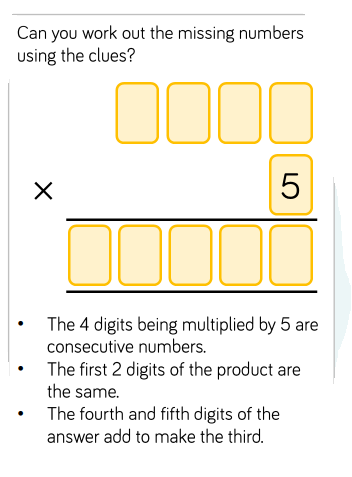 Can you work out the missing numbers
using the clues?
×
5
• The 4 digits being multiplied by 5 are
consecutive numbers.
• The first 2 digits of the product are
the same.
• The fourth and fifth digits of the
answer add to make the third.